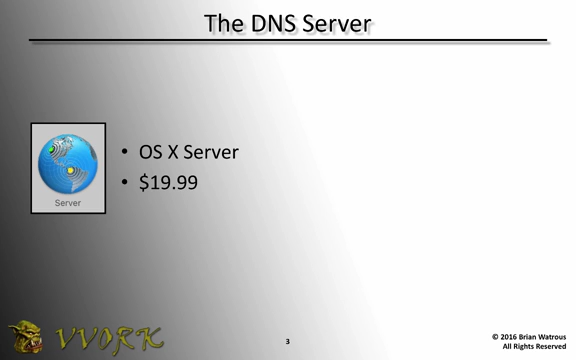 The DNS Server
• OS X Server
• $19.99
Server
VVORK
3
© 2016 Brian Watrous
All Rights Reserved